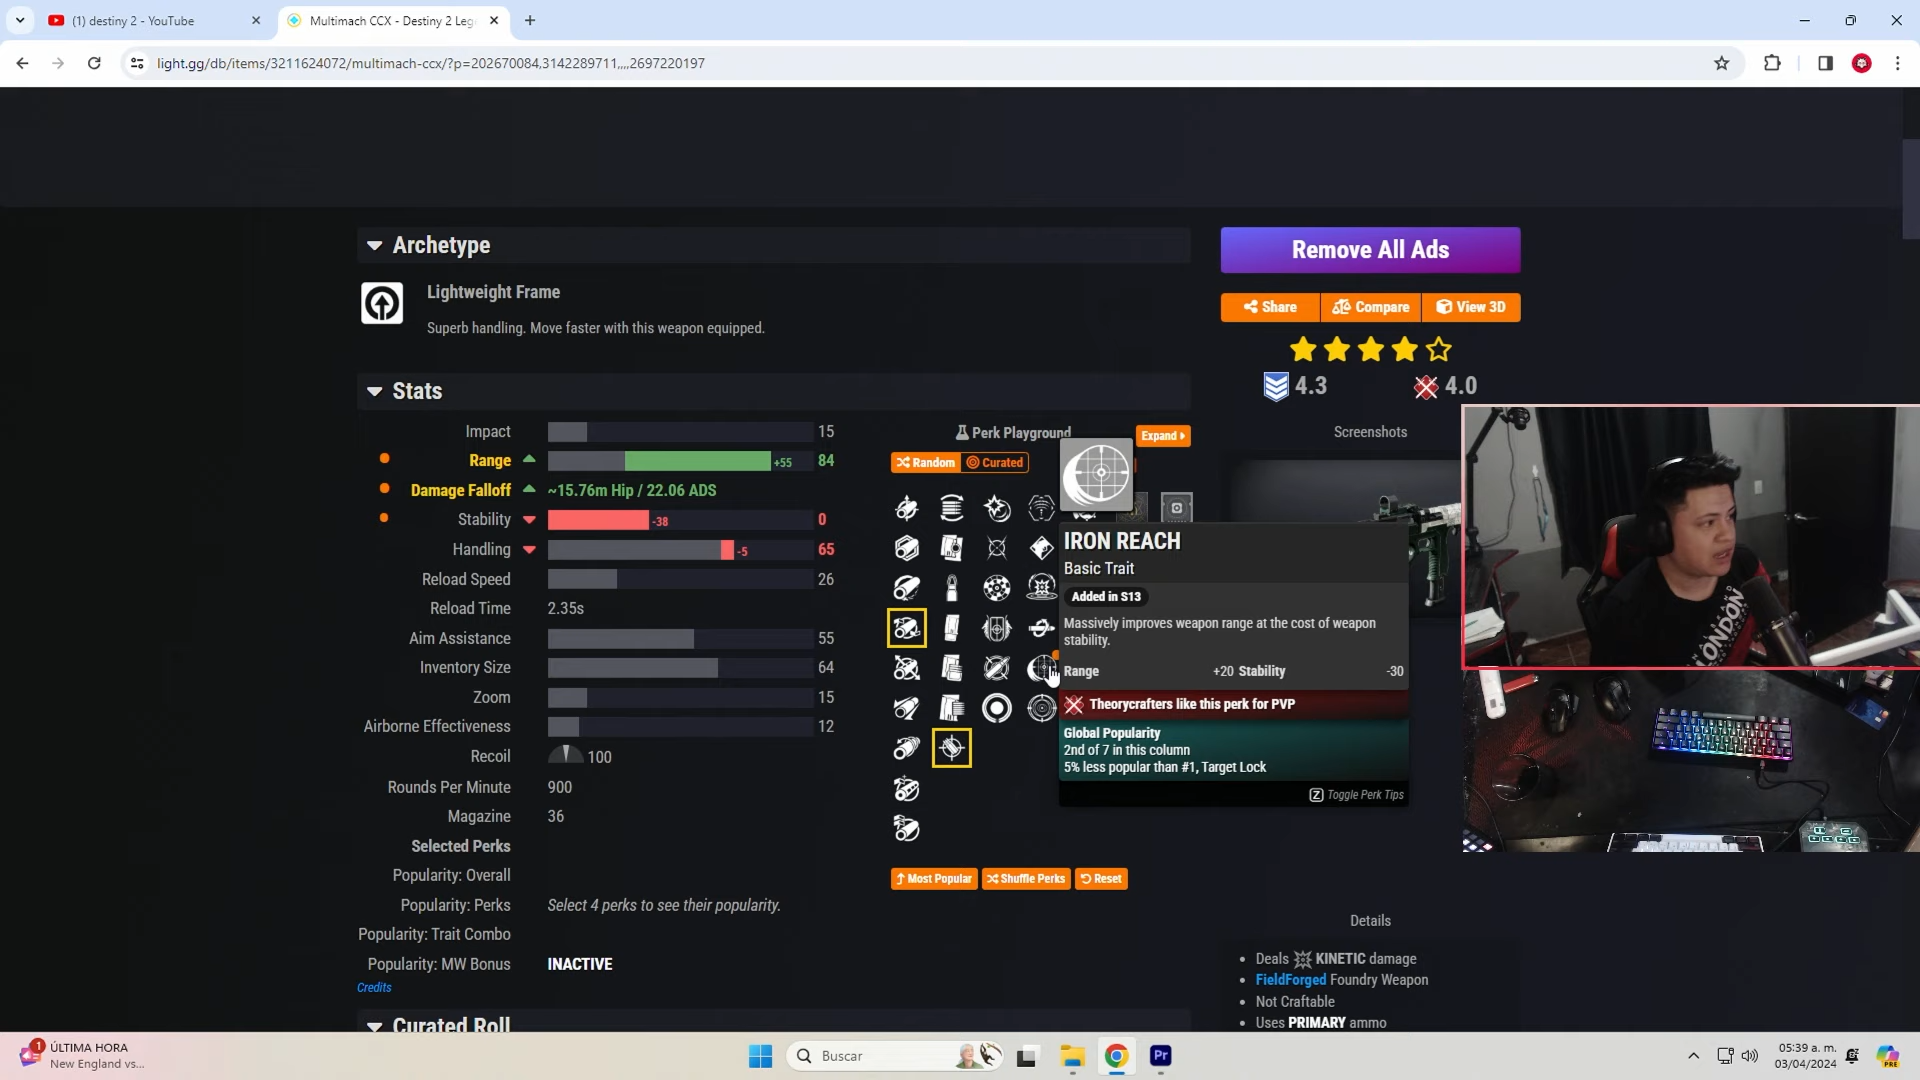 (1) destiny 2 - YouTube
Multimach CCX - Destiny 2 Leg
light.gg/db/items/3211624072/multimach-ccx/?p=202670084,3142289711,,,,2697220197
Archetype
Lightweight Frame
Superb handling. Move faster with this weapon equipped.
Remove All Ads
Share
Compare
View 3D
4.3
4.0
Stats
Impact
15
Range
+55
84
Damage Falloff
~15.76m Hip / 22.06 ADS
Stability
-38
0
Handling
-5
65
Reload Speed
26
Reload Time
2.35s
Aim Assistance
55
Inventory Size
64
Zoom
15
Airborne Effectiveness
12
Recoil
100
Rounds Per Minute
900
Magazine
36
Selected Perks
Popularity: Overall
Popularity: Perks
Select 4 perks to see their popularity.
Popularity: Trait Combo
Popularity: MW Bonus
INACTIVE
Credits
Curated Roll
Perk Playground
Expand
Random
Curated
IRON REACH
Basic Trait
Added in S13
Massively improves weapon range at the cost of weapon
stability.
Range +20 Stability -30
Theorycrafters like this perk for PVP
Global Popularity
2nd of 7 in this column
5% less popular than #1, Target Lock
Z Toggle Perk Tips
Most Popular
Shuffle Perks
Reset
Screenshots
LONDON
Details
Deals KINETIC damage
FieldForged Foundry Weapon
Not Craftable
Uses PRIMARY ammo
1
ÚLTIMA HORA
New England vs...
Buscar
Pr
05:39 a. m.
03/04/2024
PRE